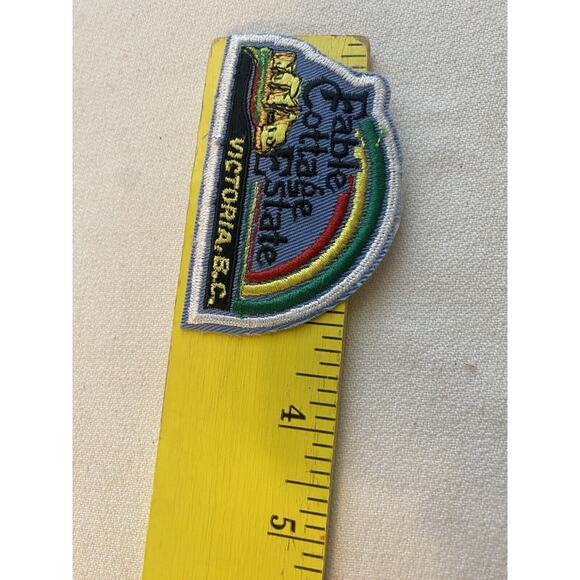 Fable
Cottage
Estate
VICTORIA, B.C.
4
5